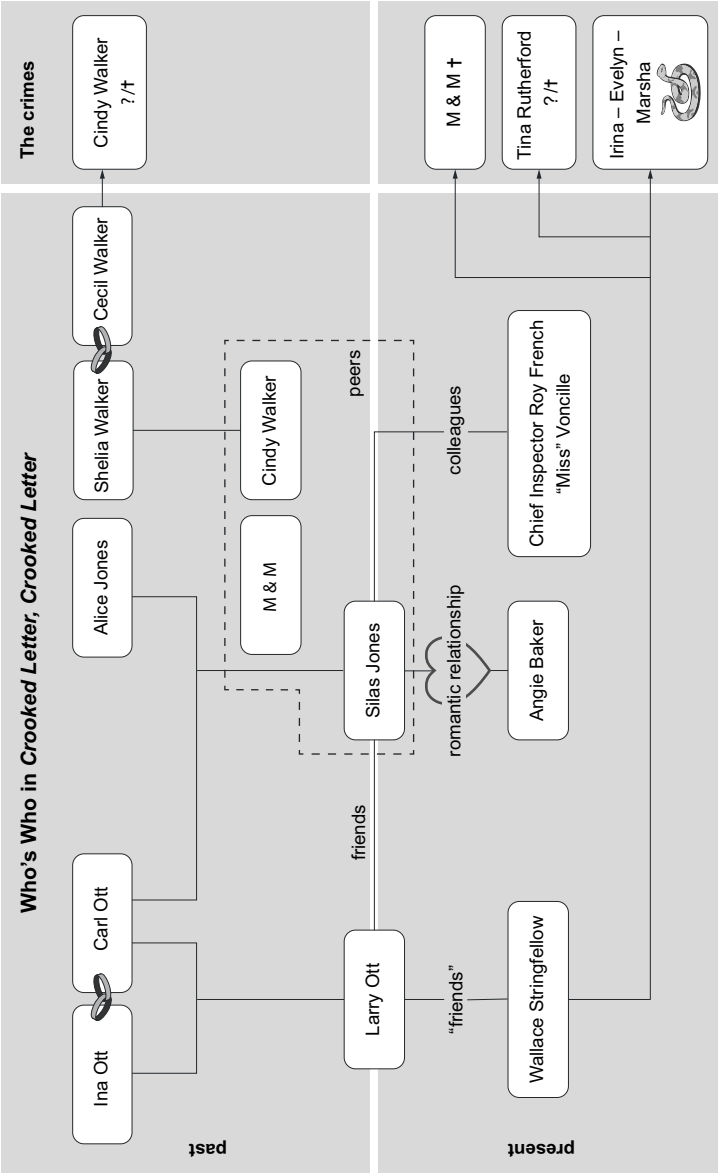 Who's Who in Crooked Letter, Crooked Letter
The crimes
past
Ina Ott
Carl Ott
Alice Jones
Shelia Walker
Cecil Walker
Cindy Walker
?/†
M & M
Cindy Walker
peers
Larry Ott
friends
Silas Jones
"friends"
romantic relationship
colleagues
present
Wallace Stringfellow
Angie Baker
Chief Inspector Roy French
“Miss” Voncille
M & M †
Tina Rutherford
?/†
Irina – Evelyn –
Marsha